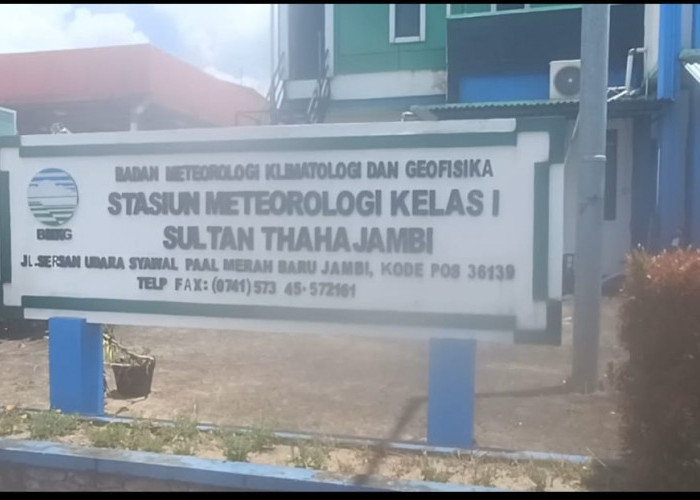 BADAN METEOROLOGI KLIMATOLOGI DAN GEOFISIKA
STASIUN METEOROLOGI KELAS I
SULTAN THAHA JAMBI
BMKG
JL. SERSAN UDARA SYAWAL PAAL MERAH BARU JAMBI, KODE POS 36139
TELP FAX: (0741) 573 45-572101